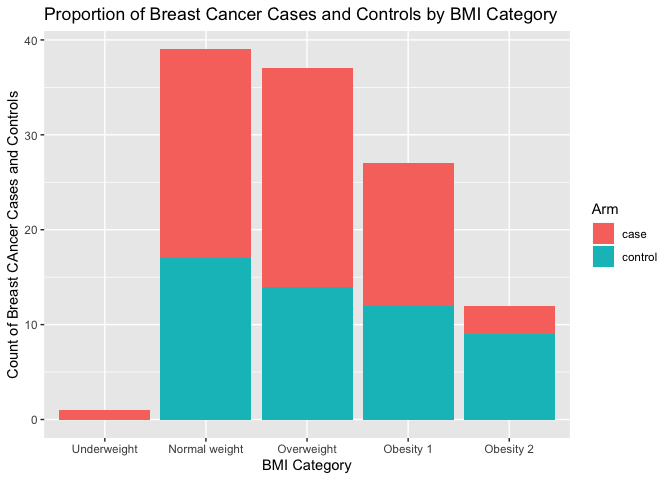 Proportion of Breast Cancer Cases and Controls by BMI Category
Count of Breast CAncer Cases and Controls
40
30
20
10
0
Underweight
Normal weight
Overweight
Obesity 1
Obesity 2
BMI Category
Arm
case
control